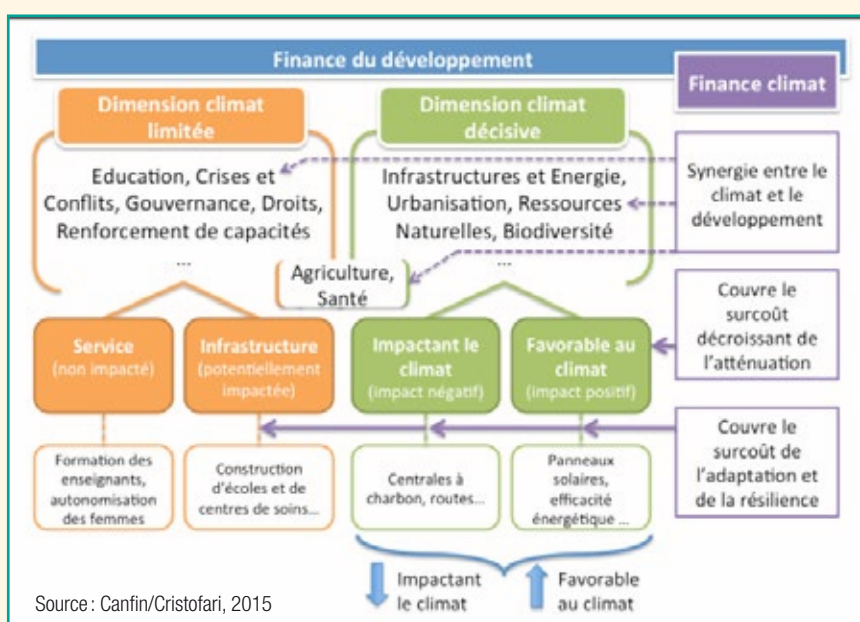 Finance du développement
Finance climat
Dimension climat
limitée
Dimension climat
décisive
Education, Crises et
Conflits, Gouvernance, Droits,
Renforcement de capacités
...
Infrastructures et Energie,
Urbanisation, Ressources
Naturelles, Biodiversité
...
Agriculture,
Santé
Synergie entre le
climat et le
développement
Couvre le
surcoût
décroissant de
l'atténuation
Couvre le
surcoût de
l'adaptation et
de la résilience
Service
(non impacté)
Infrastructure
(potentiellement
impactée)
Impactant le
climat
(impact négatif)
Favorable au
climat
(impact positif)
Formation des
enseignants,
autonomisation
des femmes
Construction
d'écoles et de
centres de soins...
Centrales à
charbon, routes...
Panneaux
solaires,
efficacité
énergétique ...
Impactant
le climat
Favorable
au climat
Source : Canfin/Cristofari, 2015